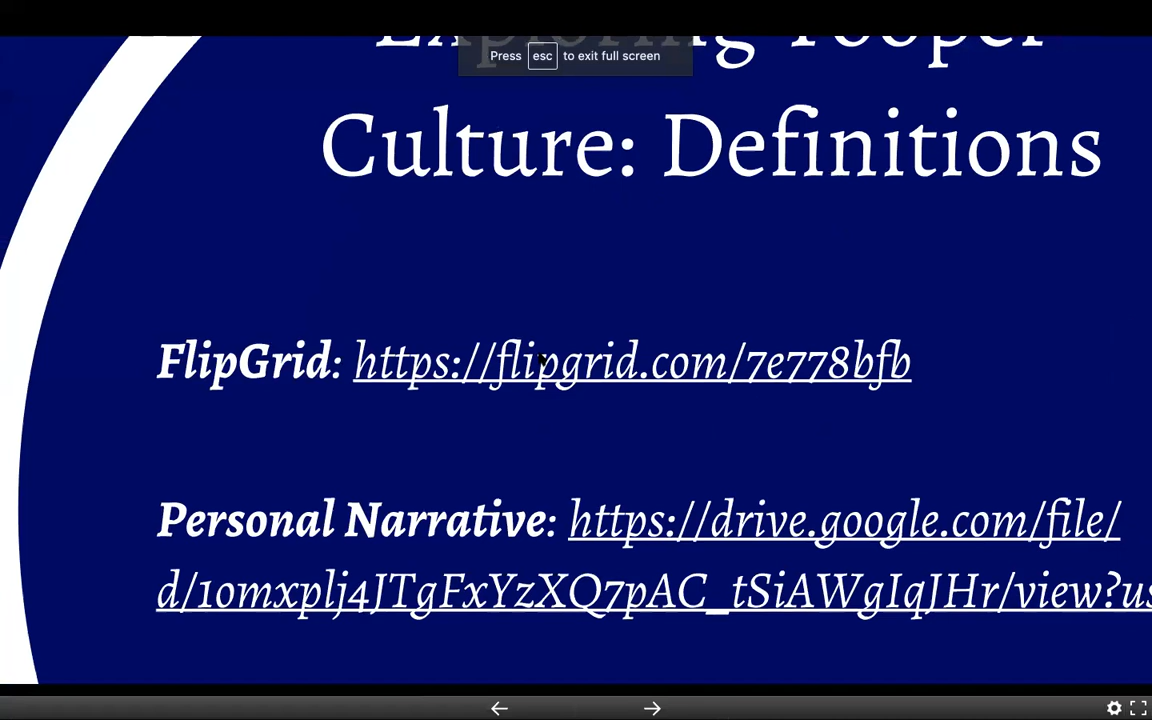 Exploring Yooper
Press esc to exit full screen
Culture: Definitions
FlipGrid: https://flipgrid.com/7e778bfb
Personal Narrative: https://drive.google.com/file/
d/1omxplj4JTgFxYzXQ7pAC_tSiAWgIqJHr/view?us